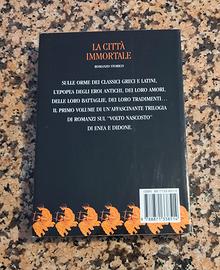 LA CITTÀ
IMMORTALE
ROMANZO STORICO
SULLE ORME DEI CLASSICI GRECI E LATINI,
L'EPOPEA DEGLI EROI ANTICHI, DEI LORO AMORI,
DELLE LORO BATTAGLIE, DEI LORO TRADIMENTI...
IL PRIMO VOLUME DI UN'AFFASCINANTE TRILOGIA
DI ROMANZI SUL "VOLTO NASCOSTO"
DI ENEA E DIDONE.